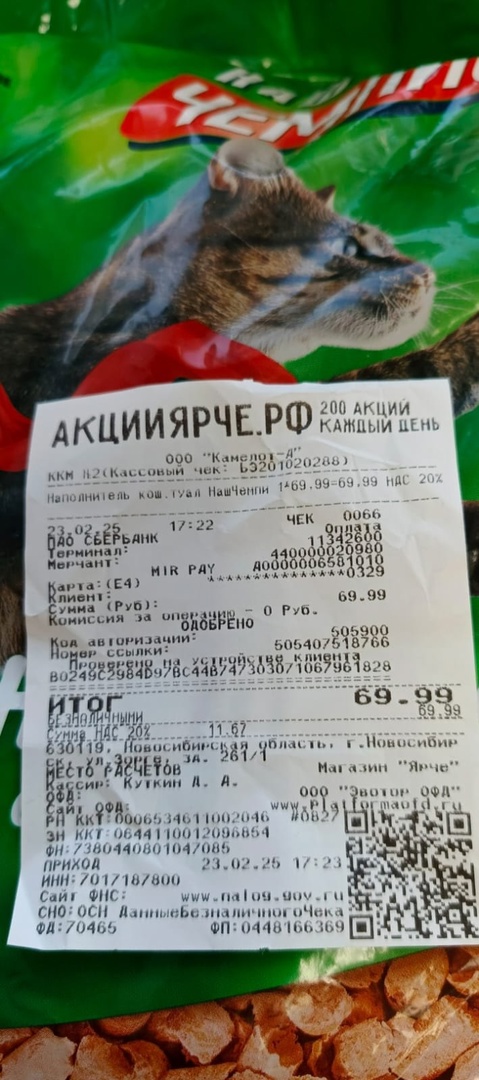 Наш
Чемпио
АКЦИИЯРЧЕ.РФ 200 АКЦИЙ
КАЖДЫЙ ДЕНЬ
ООО "Камелот-А"
ККМ №2(Кассовый чек: БЭ201020288)
Наполнитель кош.туал НашЧемпи 1*69.99=69.99 НДС 20%
ЧЕК 0066
23.02.25 17:22 Оплата
ПАО СБЕРБАНК 11342600
Терминал: 440000020980
Мерчант: A0000006581010
MIR PAY
Карта:(E4) ************0329
Клиент:
Сумма (Руб): 69.99
Комиссия за операцию - 0 Руб.
ОДОБРЕНО
Код авторизации: 505900
Номер ссылки: 505407518766
Проверено на устройстве клиента
B0249C2984D97BC44B747303071067961828
ИТОГ 69.99
БЕЗНАЛИЧНЫМИ 69.99
Сумма НДС 20% 11.67
630119, Новосибирская область, г.Новосибир
ск, ул.Зорге, зд. 261/1
МЕСТО РАСЧЕТОВ Магазин "Ярче"
Кассир: Куткин А. А.
ОФД: ООО "Эвотор ОФД"
Сайт ОФД: www.Platformaofd.ru
РН ККТ:0006534611002046 #0827
ЗН ККТ:0644110012096854
ФН:7380440801047085
ПРИХОД 23.02.25 17:23
ИНН:7017187800
Сайт ФНС: www.nalog.gov.ru
СНО:ОСН ДанныеБезналичногоЧека
ФД:70465 ФП:0448166369